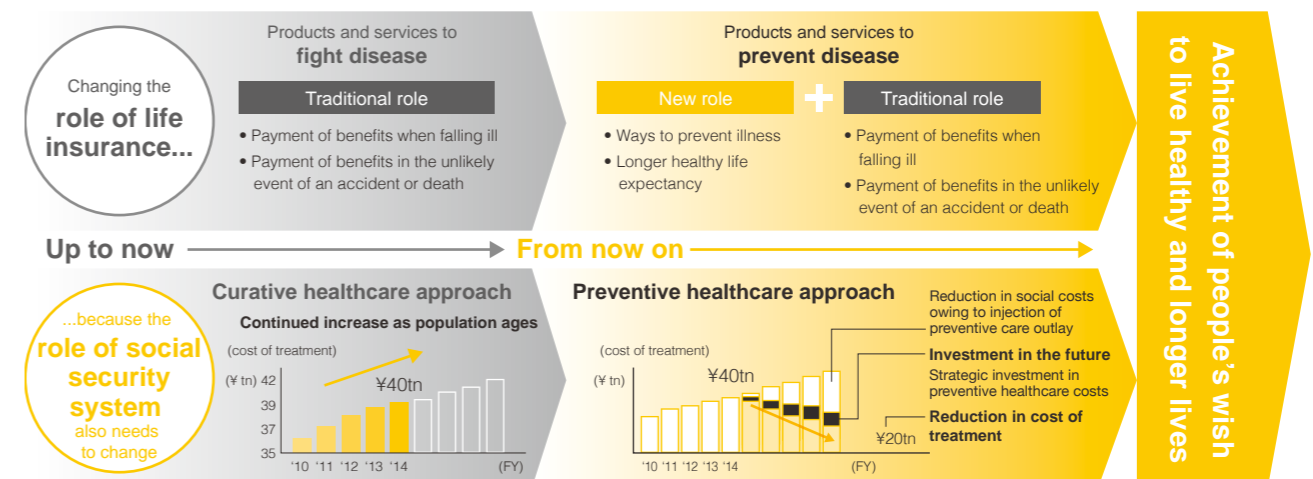 Changing the
role of life
insurance...
Products and services to
fight disease
Traditional role
• Payment of benefits when falling ill
• Payment of benefits in the unlikely
event of an accident or death
Products and services to
prevent disease
New role
• Ways to prevent illness
• Longer healthy life
expectancy
+
Traditional role
• Payment of benefits when
falling ill
• Payment of benefits in the unlikely
event of an accident or death
Up to now
From now on
...because the
role of social
security
system
also needs
to change
Curative healthcare approach
Continued increase as population ages
(cost of treatment)
(¥ tn)
42
39
37
35
¥40tn
'10 '11 '12 '13 '14
(FY)
Preventive healthcare approach
(cost of treatment)
(¥ tn)
¥40tn
'10 '11 '12 '13 '14
(FY)
Reduction in social costs
owing to injection of
preventive care outlay
Investment in the future
Strategic investment in
preventive healthcare costs
Reduction in cost of
treatment
¥20tn
Achievement of people's wish
to live healthy and longer lives